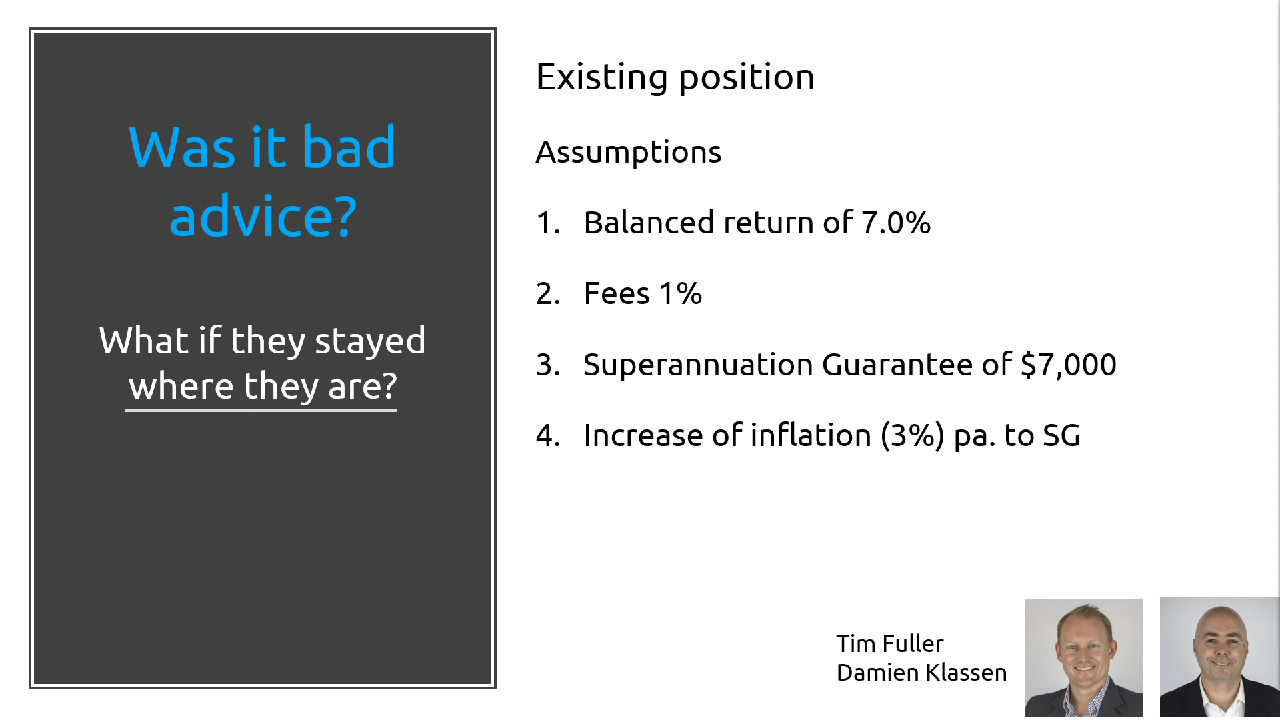 Was it bad
advice?
What if they stayed
where they are?
Existing position
Assumptions
1. Balanced return of 7.0%
2. Fees 1%
3. Superannuation Guarantee of $7,000
4. Increase of inflation (3%) pa. to SG
Tim Fuller
Damien Klassen